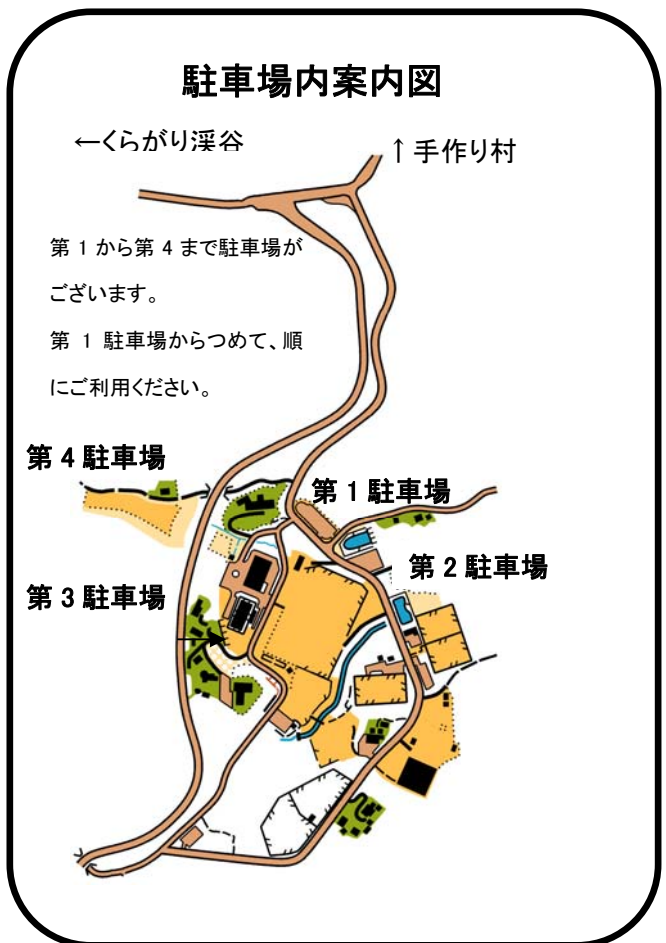 駐車場内案内図
←くらがり渓谷
↑手作り村
第1から第4まで駐車場が
ございます。
第 1 駐車場からつめて、順
にご利用ください。
第4駐車場
第1駐車場
第2駐車場
第3駐車場